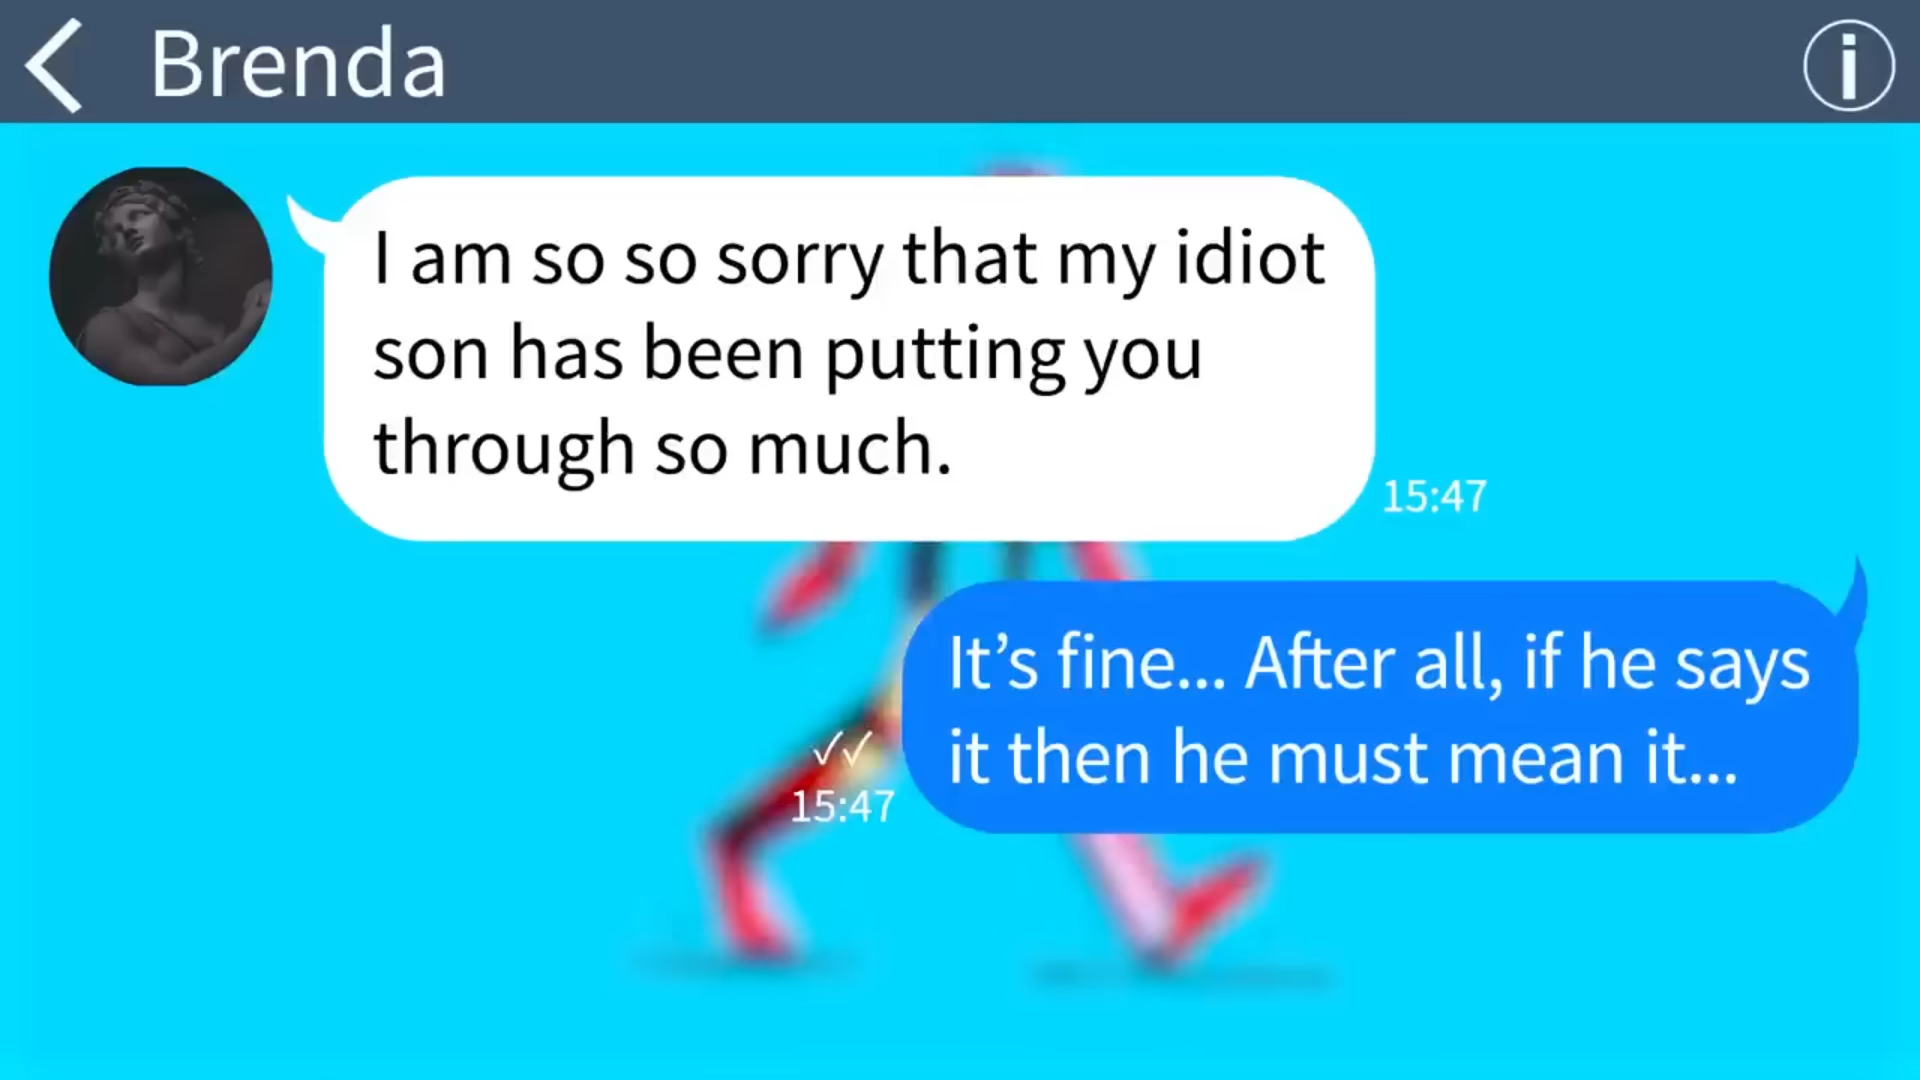 Brenda
I am so so sorry that my idiot
son has been putting you
through so much.
15:47
It’s fine... After all, if he says
it then he must mean it...
15:47